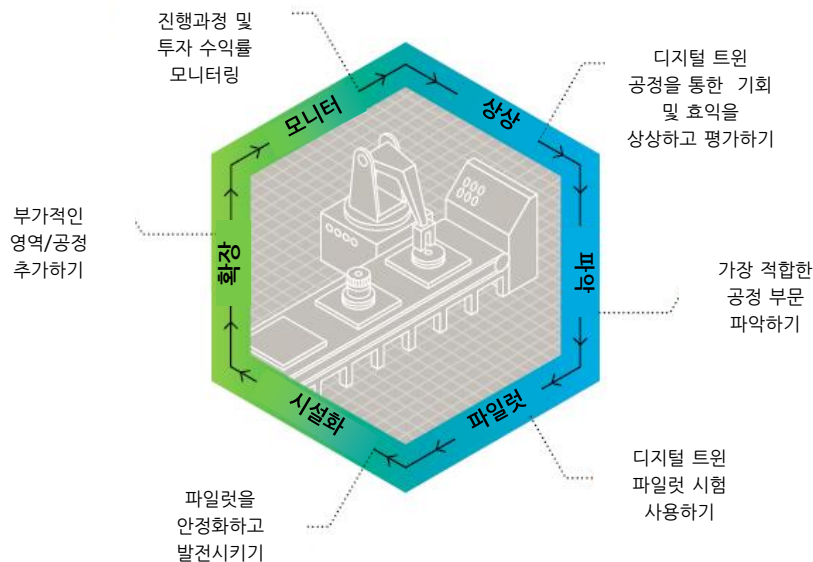 진행과정 및
투자 수익률
모니터링
모니터
상상
디지털 트윈
공정을 통한 기회
및 효익을
상상하고 평가하기
부가적인
영역/공정
추가하기
확장
파악
가장 적합한
공정 부문
파악하기
시설화
파일럿
디지털 트윈
파일럿 시험
사용하기
파일럿을
안정화하고
발전시키기